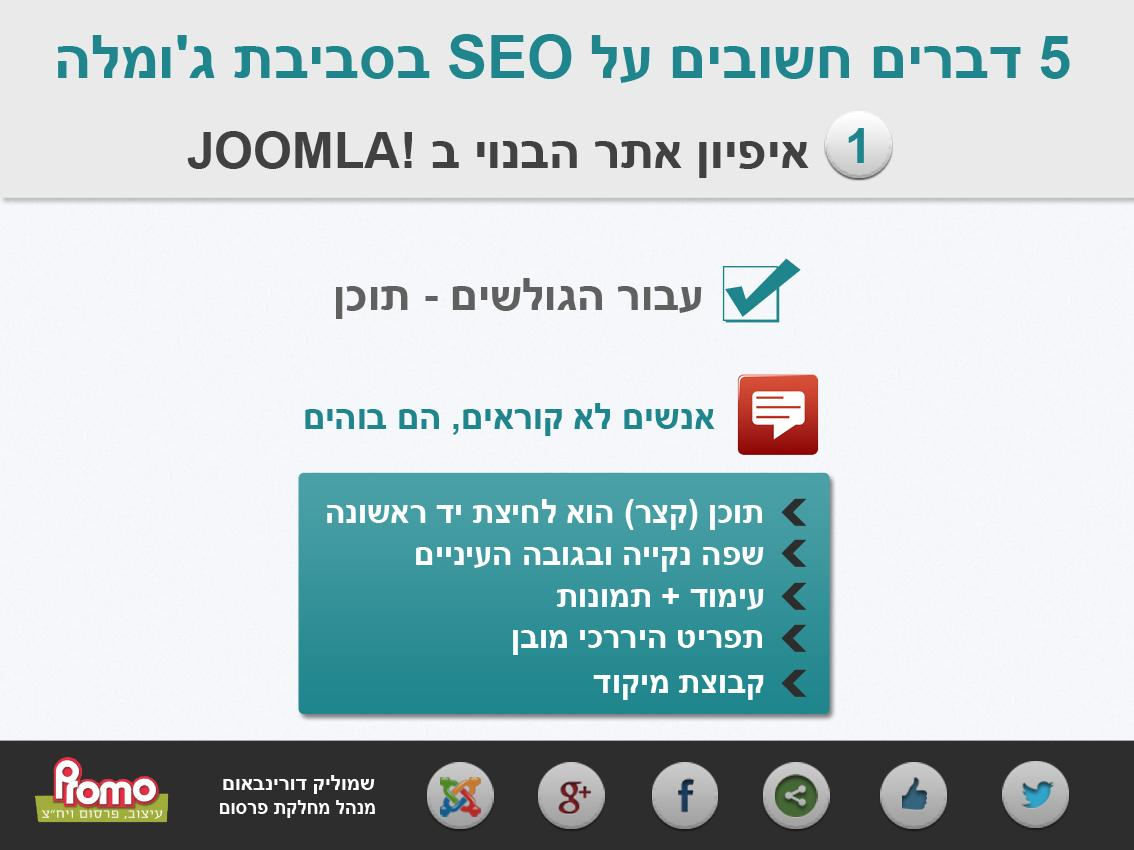 5 דברים חשובים על SEO בסביבת ג'ומלה
1 איפיון אתר הבנוי ב JOOMLA!
עבור הגולשים - תוכן
אנשים לא קוראים, הם בוהים
תוכן (קצר) הוא לחיצת יד ראשונה
שפה נקייה ובגובה העיניים
עימוד + תמונות
תפריט היררכי מובן
קבוצת מיקוד
שמוליק דורינבאום
מנהל מחלקת פרסום
Promo
עיצוב, פרסום ויח"צ
g+
f